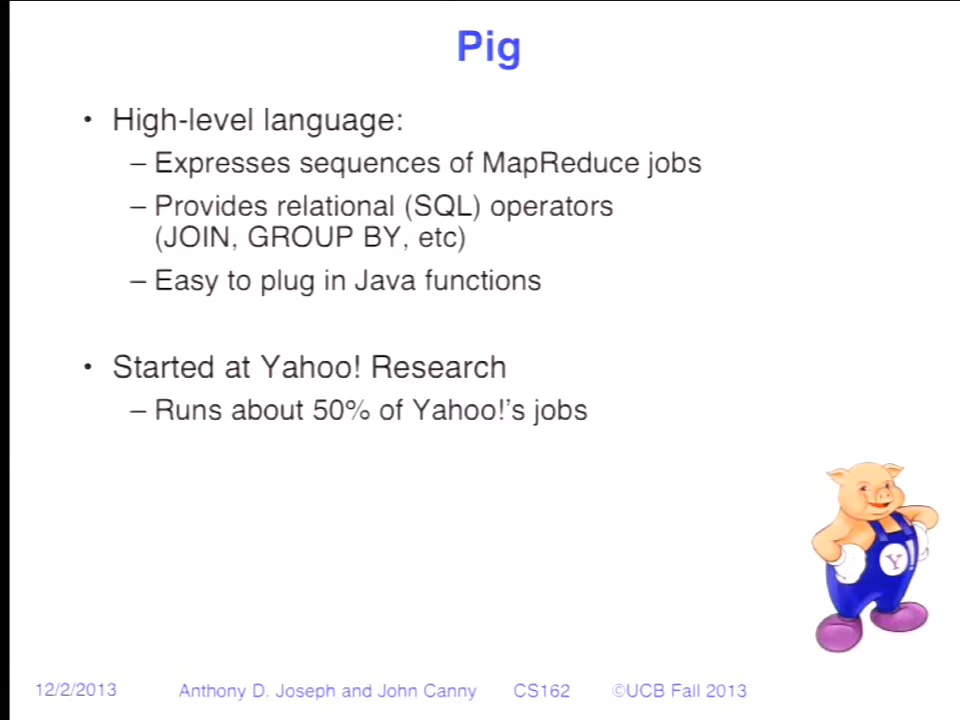 Pig
• High-level language:
– Expresses sequences of MapReduce jobs
– Provides relational (SQL) operators
(JOIN, GROUP BY, etc)
– Easy to plug in Java functions
• Started at Yahoo! Research
– Runs about 50% of Yahoo!'s jobs
Y!
12/2/2013 Anthony D. Joseph and John Canny CS162 ©UCB Fall 2013